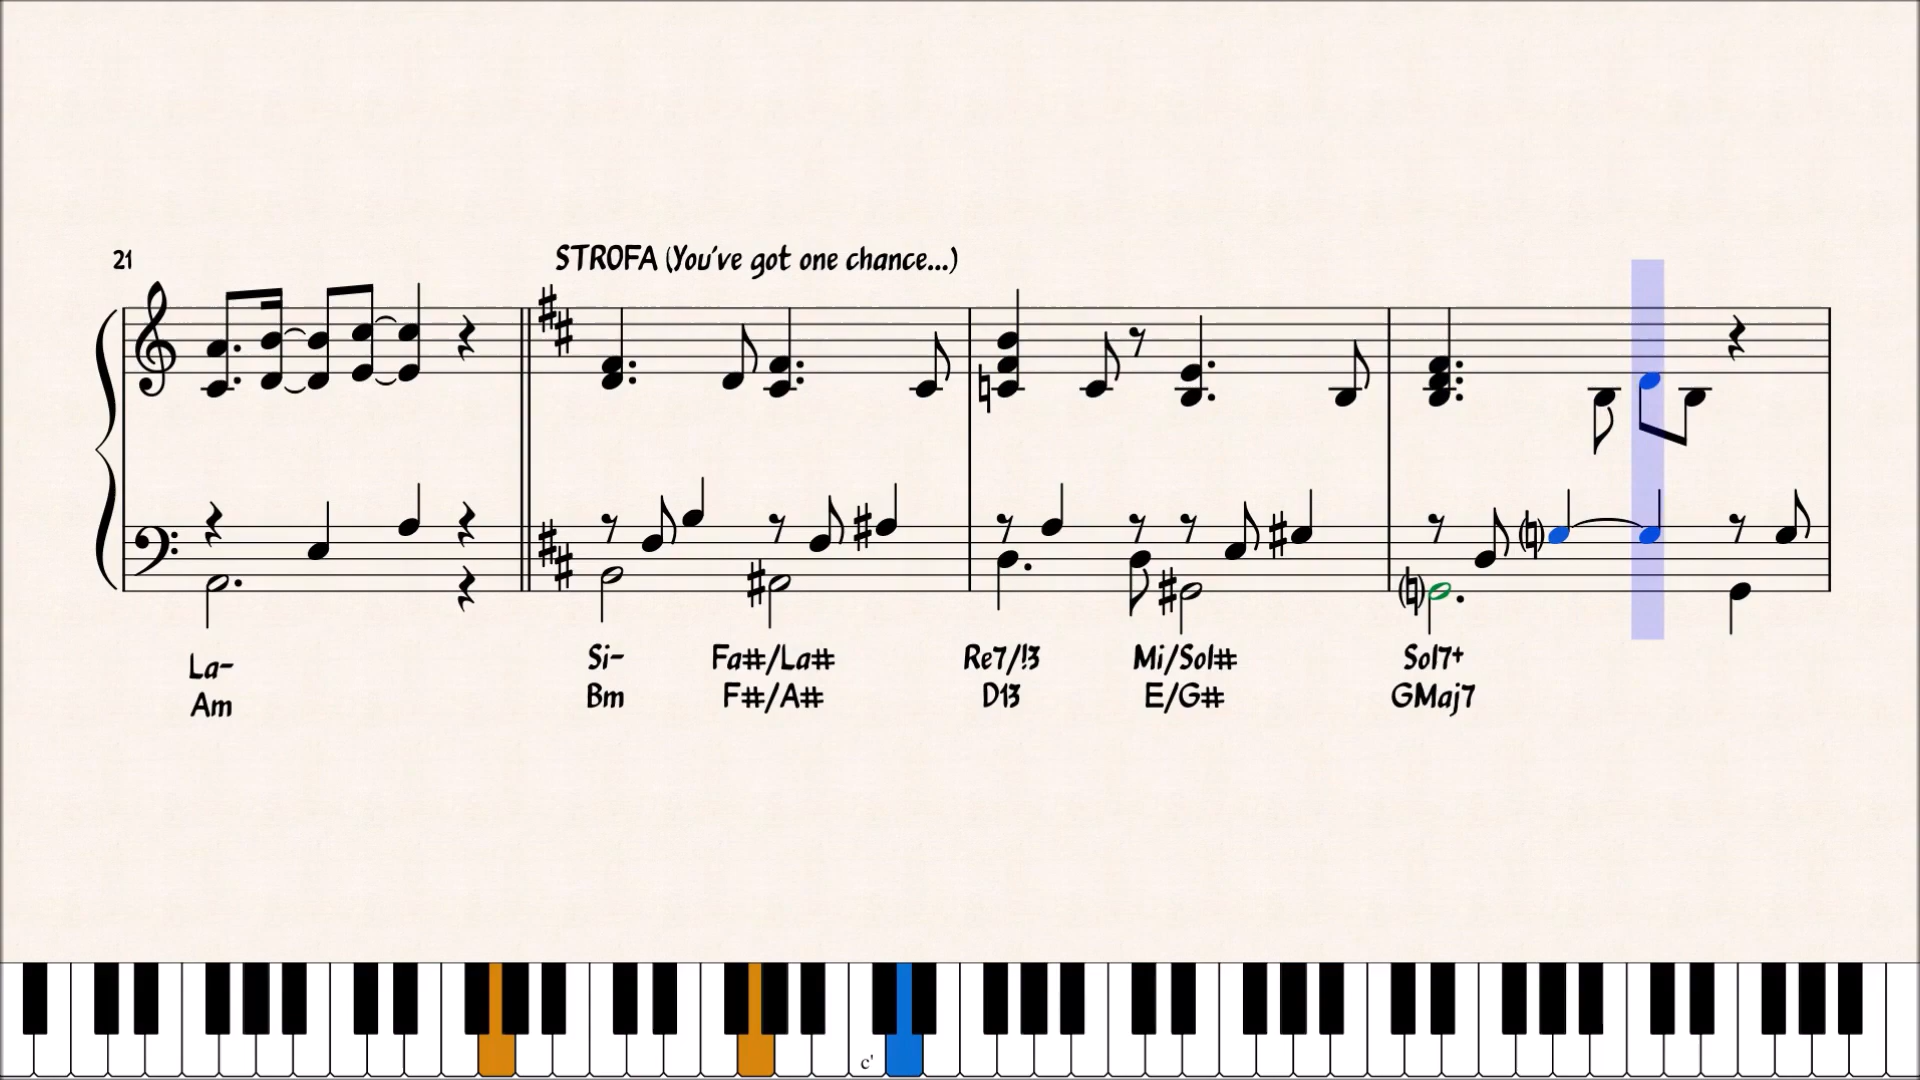 21
STROFA (You've got one chance...)
La- Si- Fa#/La# Re7/!3 Mi/Sol# Sol7+
Am Bm F#/A# D13 E/G# GMaj7
c'